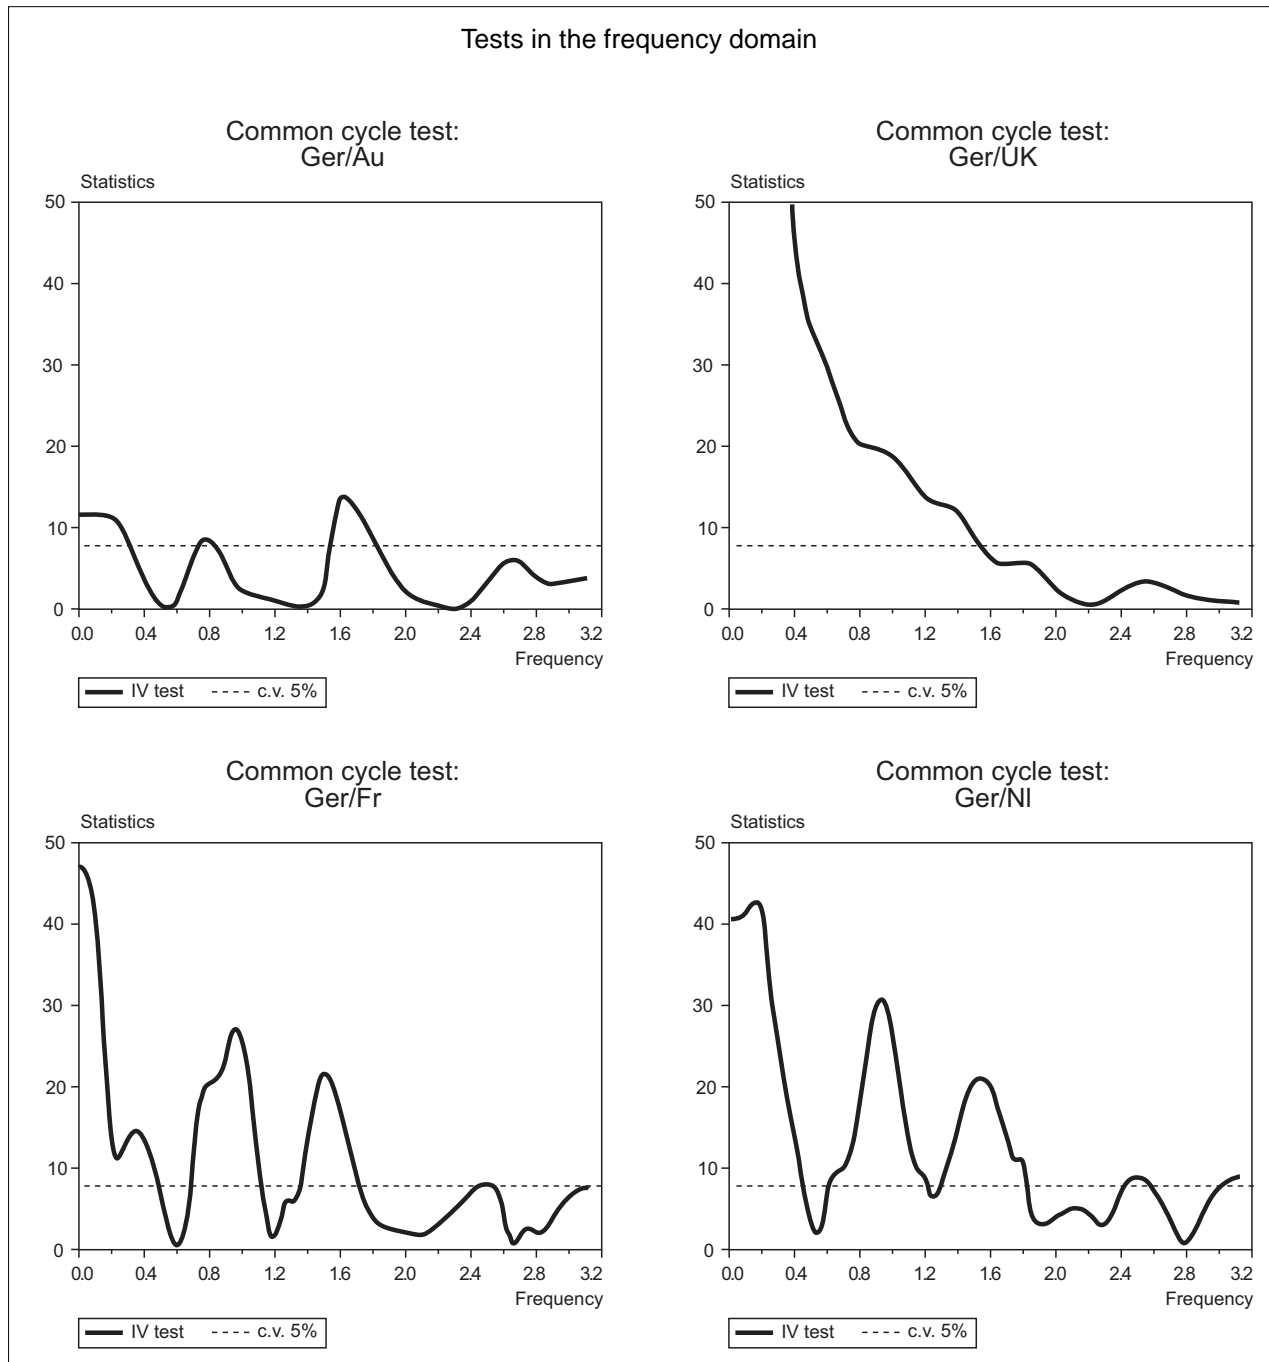 Tests in the frequency domain
Common cycle test:
Ger/Au
Statistics
50
40
30
20
10
0
0.0 0.4 0.8 1.2 1.6 2.0 2.4 2.8 3.2
Frequency
IV test c.v. 5%
Common cycle test:
Ger/UK
Statistics
50
40
30
20
10
0
0.0 0.4 0.8 1.2 1.6 2.0 2.4 2.8 3.2
Frequency
IV test c.v. 5%
Common cycle test:
Ger/Fr
Statistics
50
40
30
20
10
0
0.0 0.4 0.8 1.2 1.6 2.0 2.4 2.8 3.2
Frequency
IV test c.v. 5%
Common cycle test:
Ger/Nl
Statistics
50
40
30
20
10
0
0.0 0.4 0.8 1.2 1.6 2.0 2.4 2.8 3.2
Frequency
IV test c.v. 5%